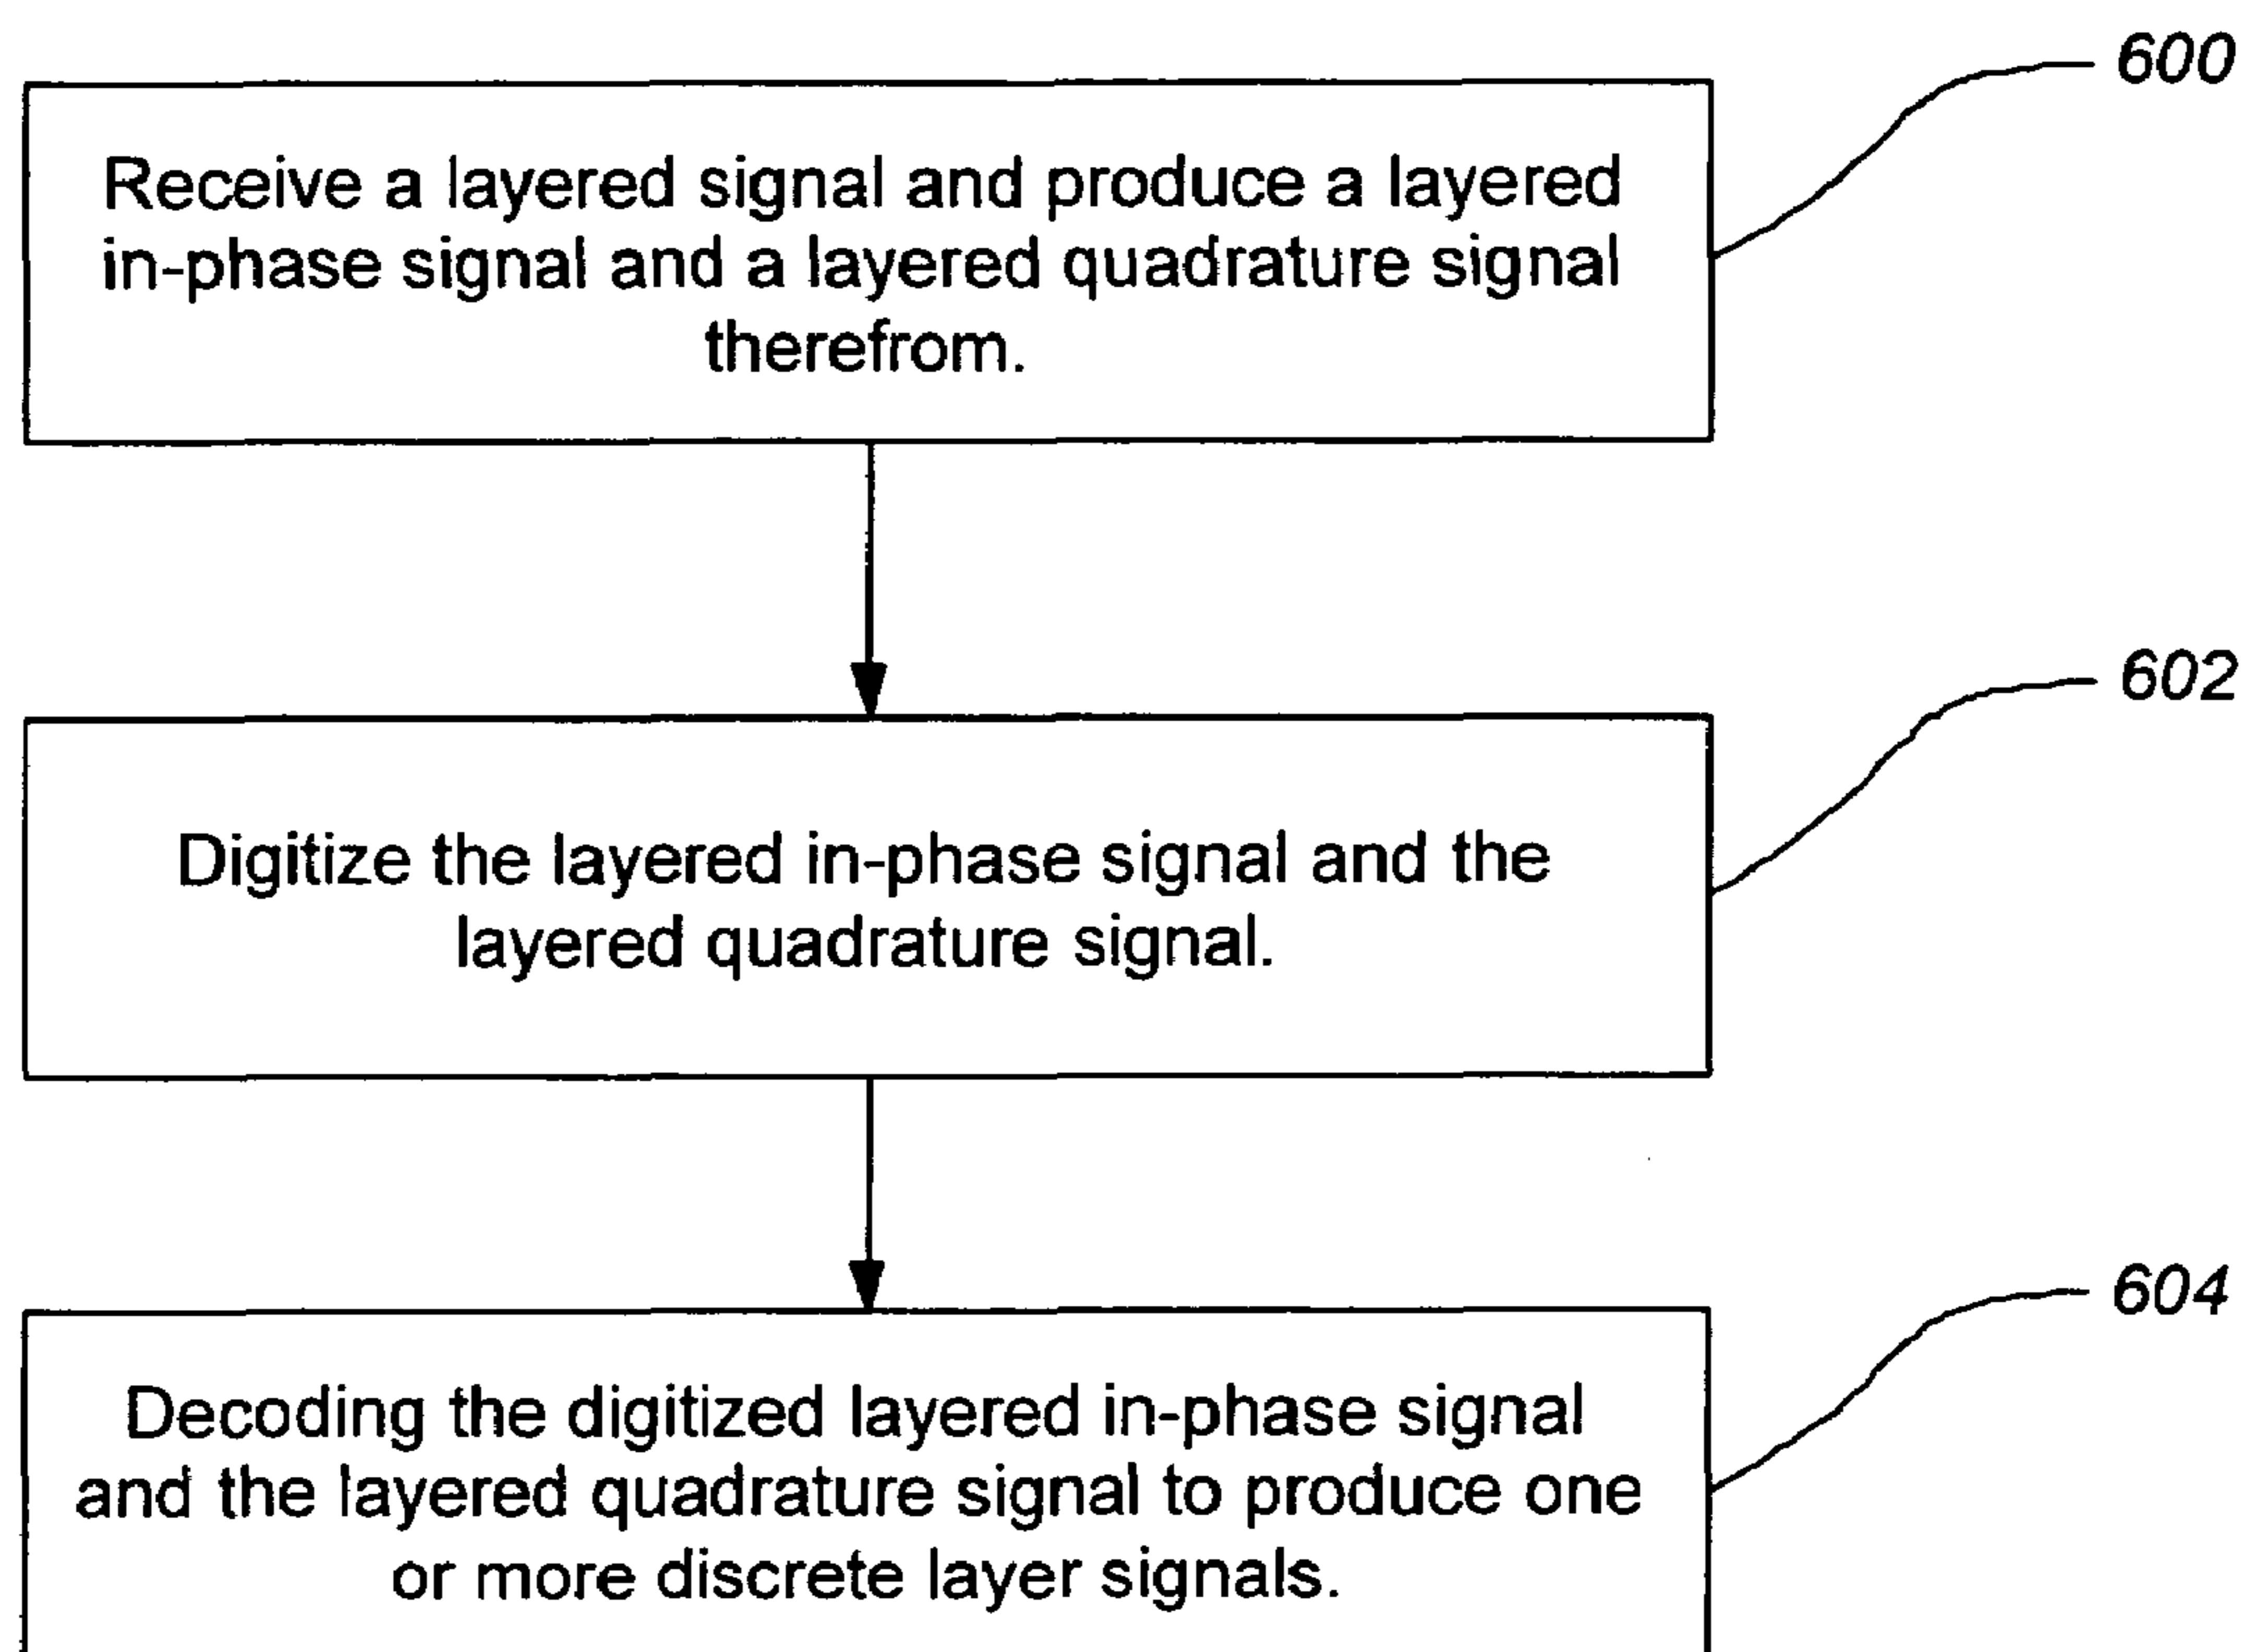 600
Receive a layered signal and produce a layered
in-phase signal and a layered quadrature signal
therefrom.
602
Digitize the layered in-phase signal and the
layered quadrature signal.
604
Decoding the digitized layered in-phase signal
and the layered quadrature signal to produce one
or more discrete layer signals.